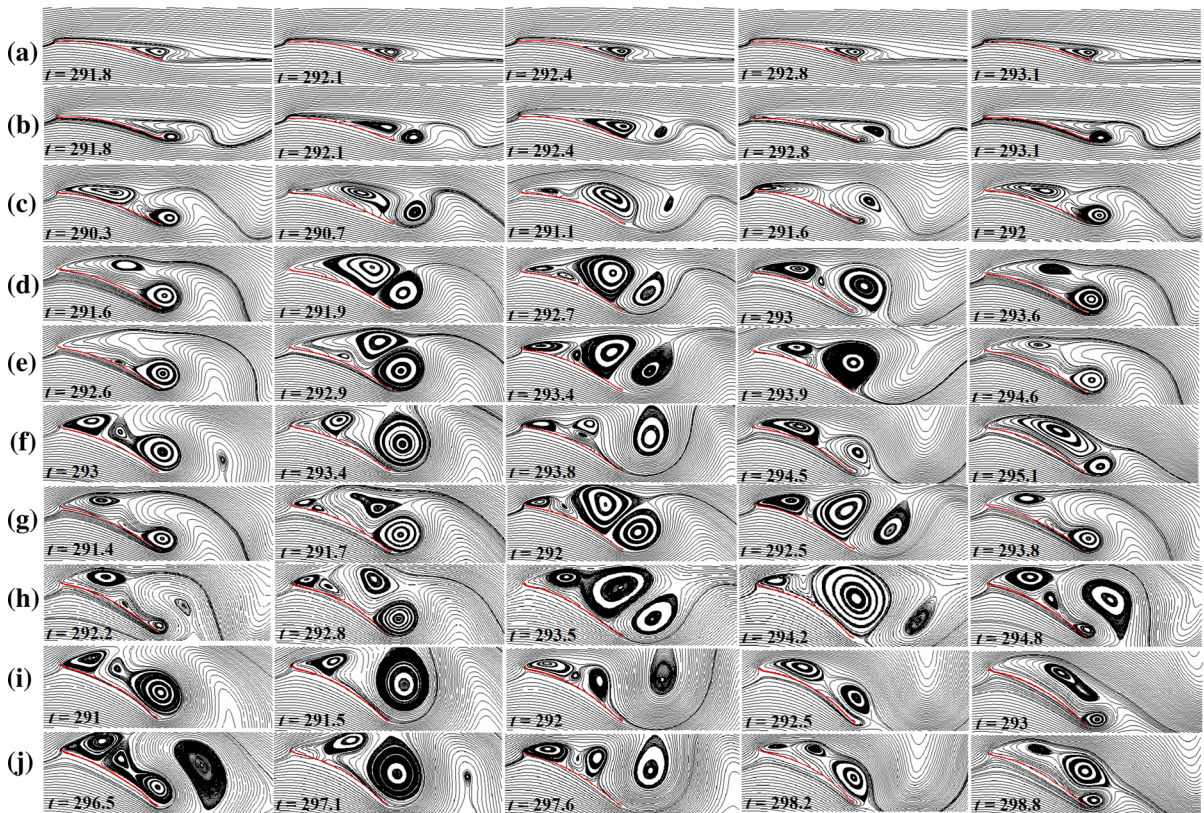 (a) t = 291.8 t = 292.1 t = 292.4 t = 292.8 t = 293.1
(b) t = 291.8 t = 292.1 t = 292.4 t = 292.8 t = 293.1
(c) t = 290.3 t = 290.7 t = 291.1 t = 291.6 t = 292
(d) t = 291.6 t = 291.9 t = 292.7 t = 293 t = 293.6
(e) t = 292.6 t = 292.9 t = 293.4 t = 293.9 t = 294.6
(f) t = 293 t = 293.4 t = 293.8 t = 294.5 t = 295.1
(g) t = 291.4 t = 291.7 t = 292 t = 292.5 t = 293.8
(h) t = 292.2 t = 292.8 t = 293.5 t = 294.2 t = 294.8
(i) t = 291 t = 291.5 t = 292 t = 292.5 t = 293
(j) t = 296.5 t = 297.1 t = 297.6 t = 298.2 t = 298.8